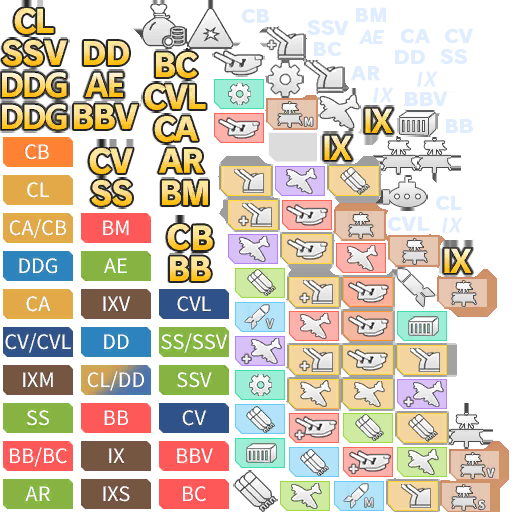 CL
SSV
DDG
DDG
DD
AE
BBV
BC
CVL
CA
AR
BM
CV
SS
CB
BB
CB
SSV
BC
BM
AE
CA
CV
DD
SS
AR
IX
BBV
BB
IX
IX
CL
IX
CVL
IX
CB
CL
CA/CB
BM
DDG
AE
CA
IXV
CVL
CV/CVL
DD
SS/SSV
IXM
CL/DD
SSV
SS
BB
CV
BB/BC
IX
BBV
AR
IXS
BC
M
V
M
V
S